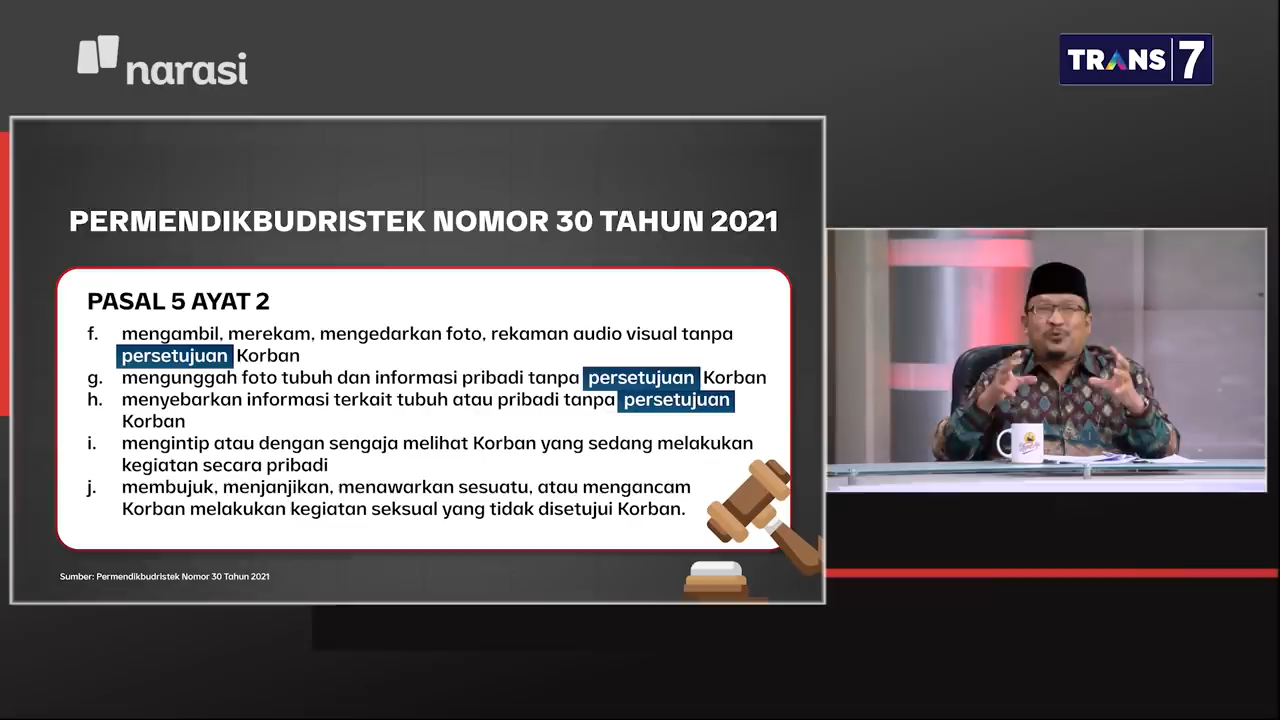 narasi
TRANS 7
PERMENDIKBUDRISTEK NOMOR 30 TAHUN 2021
PASAL 5 AYAT 2
f. mengambil, merekam, mengedarkan foto, rekaman audio visual tanpa
persetujuan Korban
g. mengunggah foto tubuh dan informasi pribadi tanpa persetujuan Korban
h. menyebarkan informasi terkait tubuh atau pribadi tanpa persetujuan
Korban
i. mengintip atau dengan sengaja melihat Korban yang sedang melakukan
kegiatan secara pribadi
j. membujuk, menjanjikan, menawarkan sesuatu, atau mengancam
Korban melakukan kegiatan seksual yang tidak disetujui Korban.
Sumber: Permendikbudristek Nomor 30 Tahun 2021